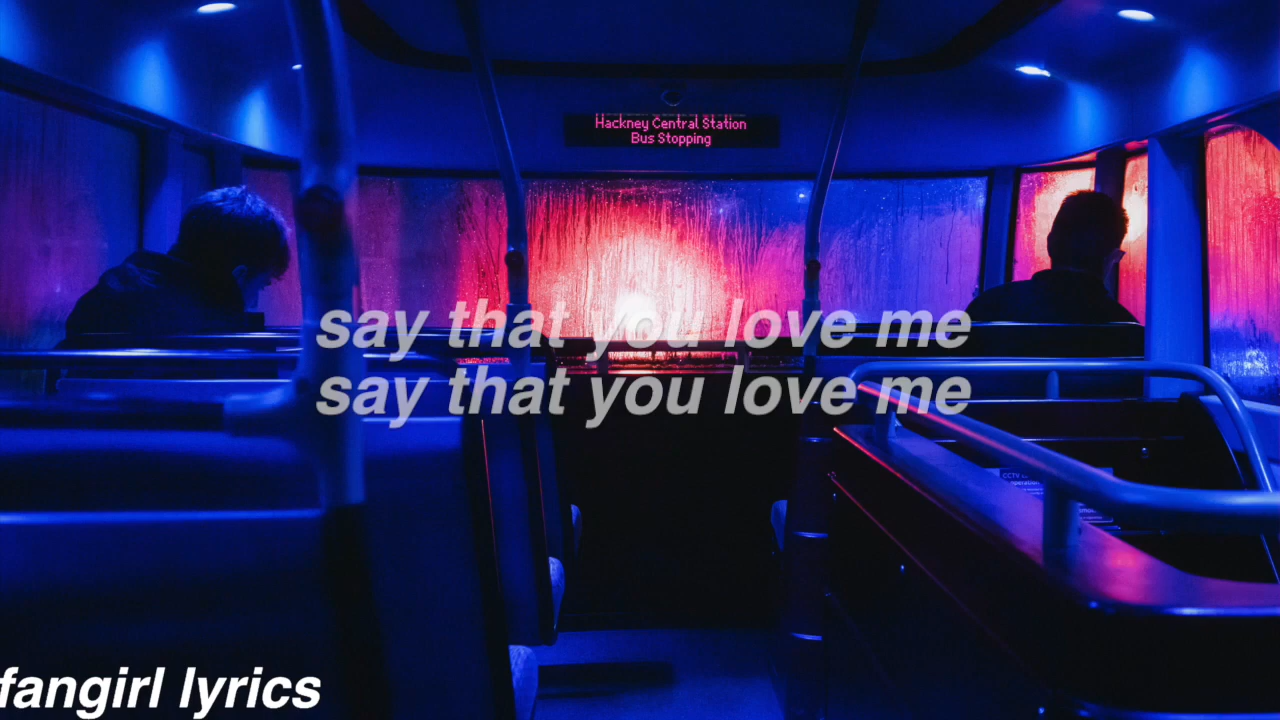 Hackney Central Station
Bus Stopping
say that you love me
say that you love me
fangirl lyrics